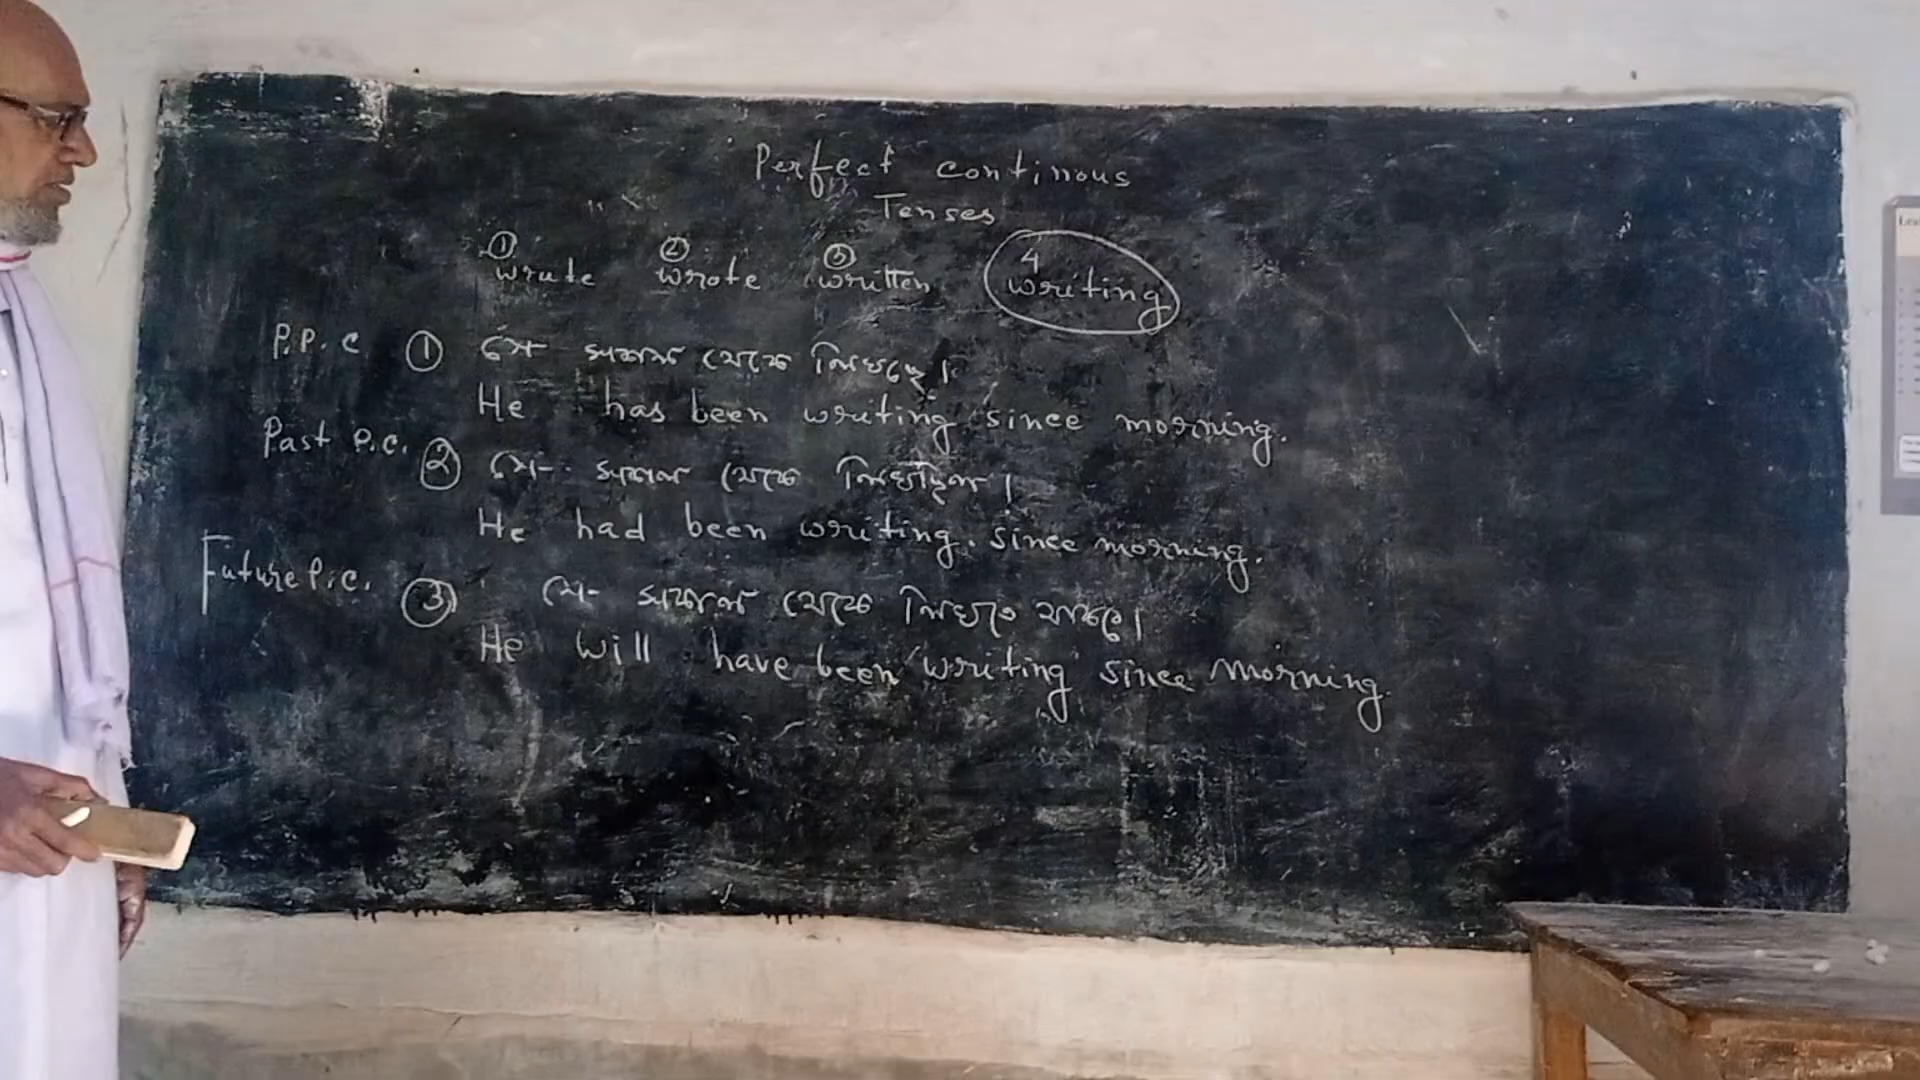 Perfect continous
Tenses
① ② ③ 4
write wrote written writing
P.P.C ① সে সকাল থেকে লিখছে।
He has been writing since morning.
Past P.C. ② সে সকাল থেকে লিখছিল।
He had been writing. since morning.
Future P.C. ③ সে সকাল থেকে লিখতে থাকবে।
He will have been writing since morning.